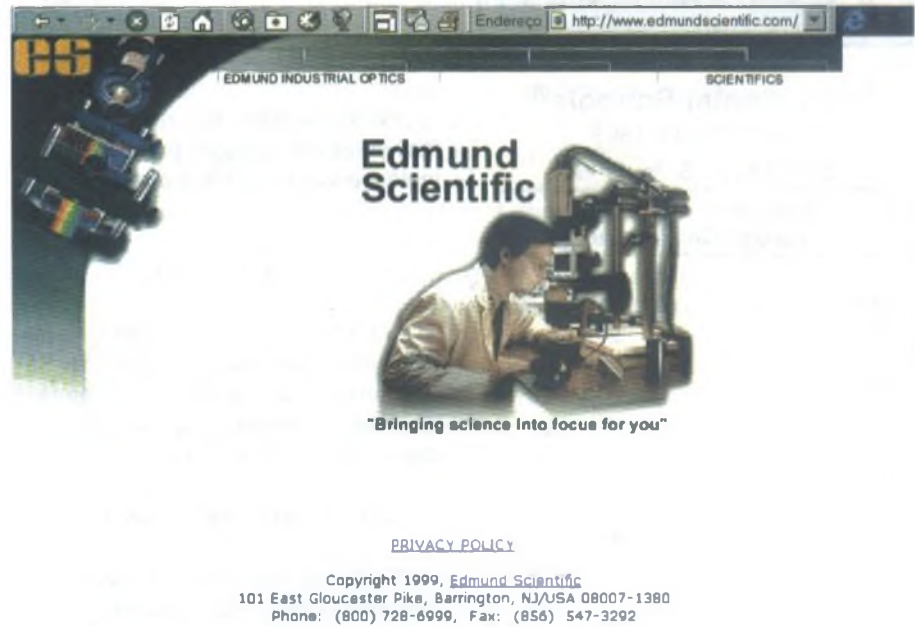 Endereço http://www.edmundscientific.com/
es
EDMUND INDUSTRIAL OPTICS SCIENTIFICS
Edmund
Scientific
"Bringing science into focus for you"
PRIVACY POLICY
Copyright 1999, Edmund Scientific
101 East Gloucester Pike, Barrington, NJ/USA 08007-1380
Phone: (800) 728-6999, Fax: (856) 547-3292